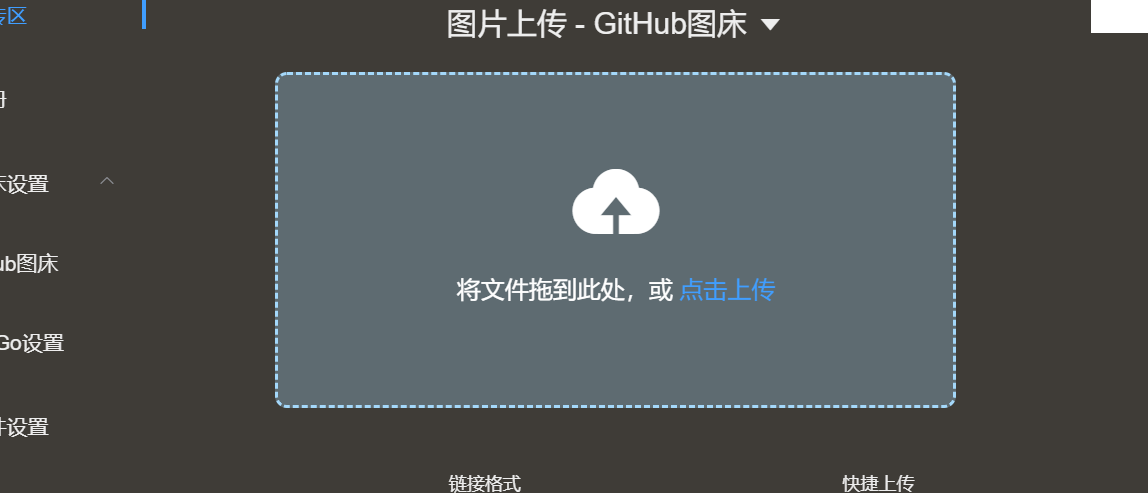 传区
图片上传 - GitHub图床
册
床设置
ub图床
将文件拖到此处，或 点击上传
Go设置
件设置
链接格式
快捷上传